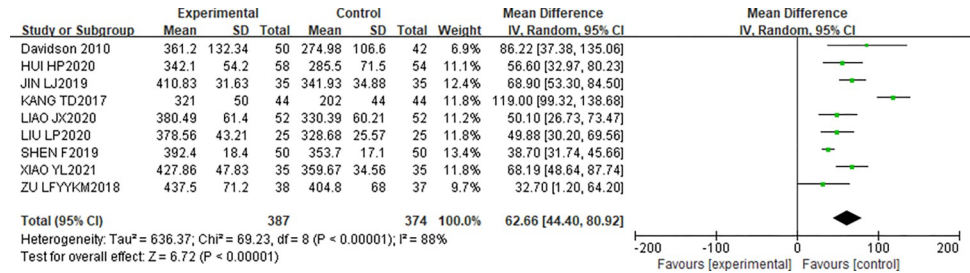 Experimental Control Mean Difference Mean Difference
Study or Subgroup Mean SD Total Mean SD Total Weight IV, Random, 95% CI IV, Random, 95% CI
Davidson 2010 361.2 132.34 50 274.98 106.6 42 6.9% 86.22 [37.38, 135.06]
HUI HP2020 342.1 54.2 58 285.5 71.5 54 11.1% 56.60 [32.97, 80.23]
JIN LJ2019 410.83 31.63 35 341.93 34.88 35 12.4% 68.90 [53.30, 84.50]
KANG TD2017 321 50 44 202 44 44 11.8% 119.00 [99.32, 138.68]
LIAO JX2020 380.49 61.4 52 330.39 60.21 52 11.1% 50.10 [26.73, 73.47]
LIU LP2020 378.56 43.21 25 328.68 25.57 25 11.8% 49.88 [30.20, 69.56]
SHEN F2019 392.4 18.4 50 353.7 17.1 50 13.4% 38.70 [31.74, 45.66]
XIAO YL2021 427.86 47.83 35 359.67 34.56 35 11.8% 68.19 [48.64, 87.74]
ZU LFYYKM2018 437.5 71.2 38 404.8 68 37 9.7% 32.70 [1.20, 64.20]
Total (95% CI) 387 374 100.0% 62.66 [44.40, 80.92]
Heterogeneity: Tau² = 636.37; Chi² = 69.23, df = 8 (P < 0.00001); I² = 88%
Test for overall effect: Z = 6.72 (P < 0.00001)
-200 -100 0 100 200
Favours [experimental] Favours [control]